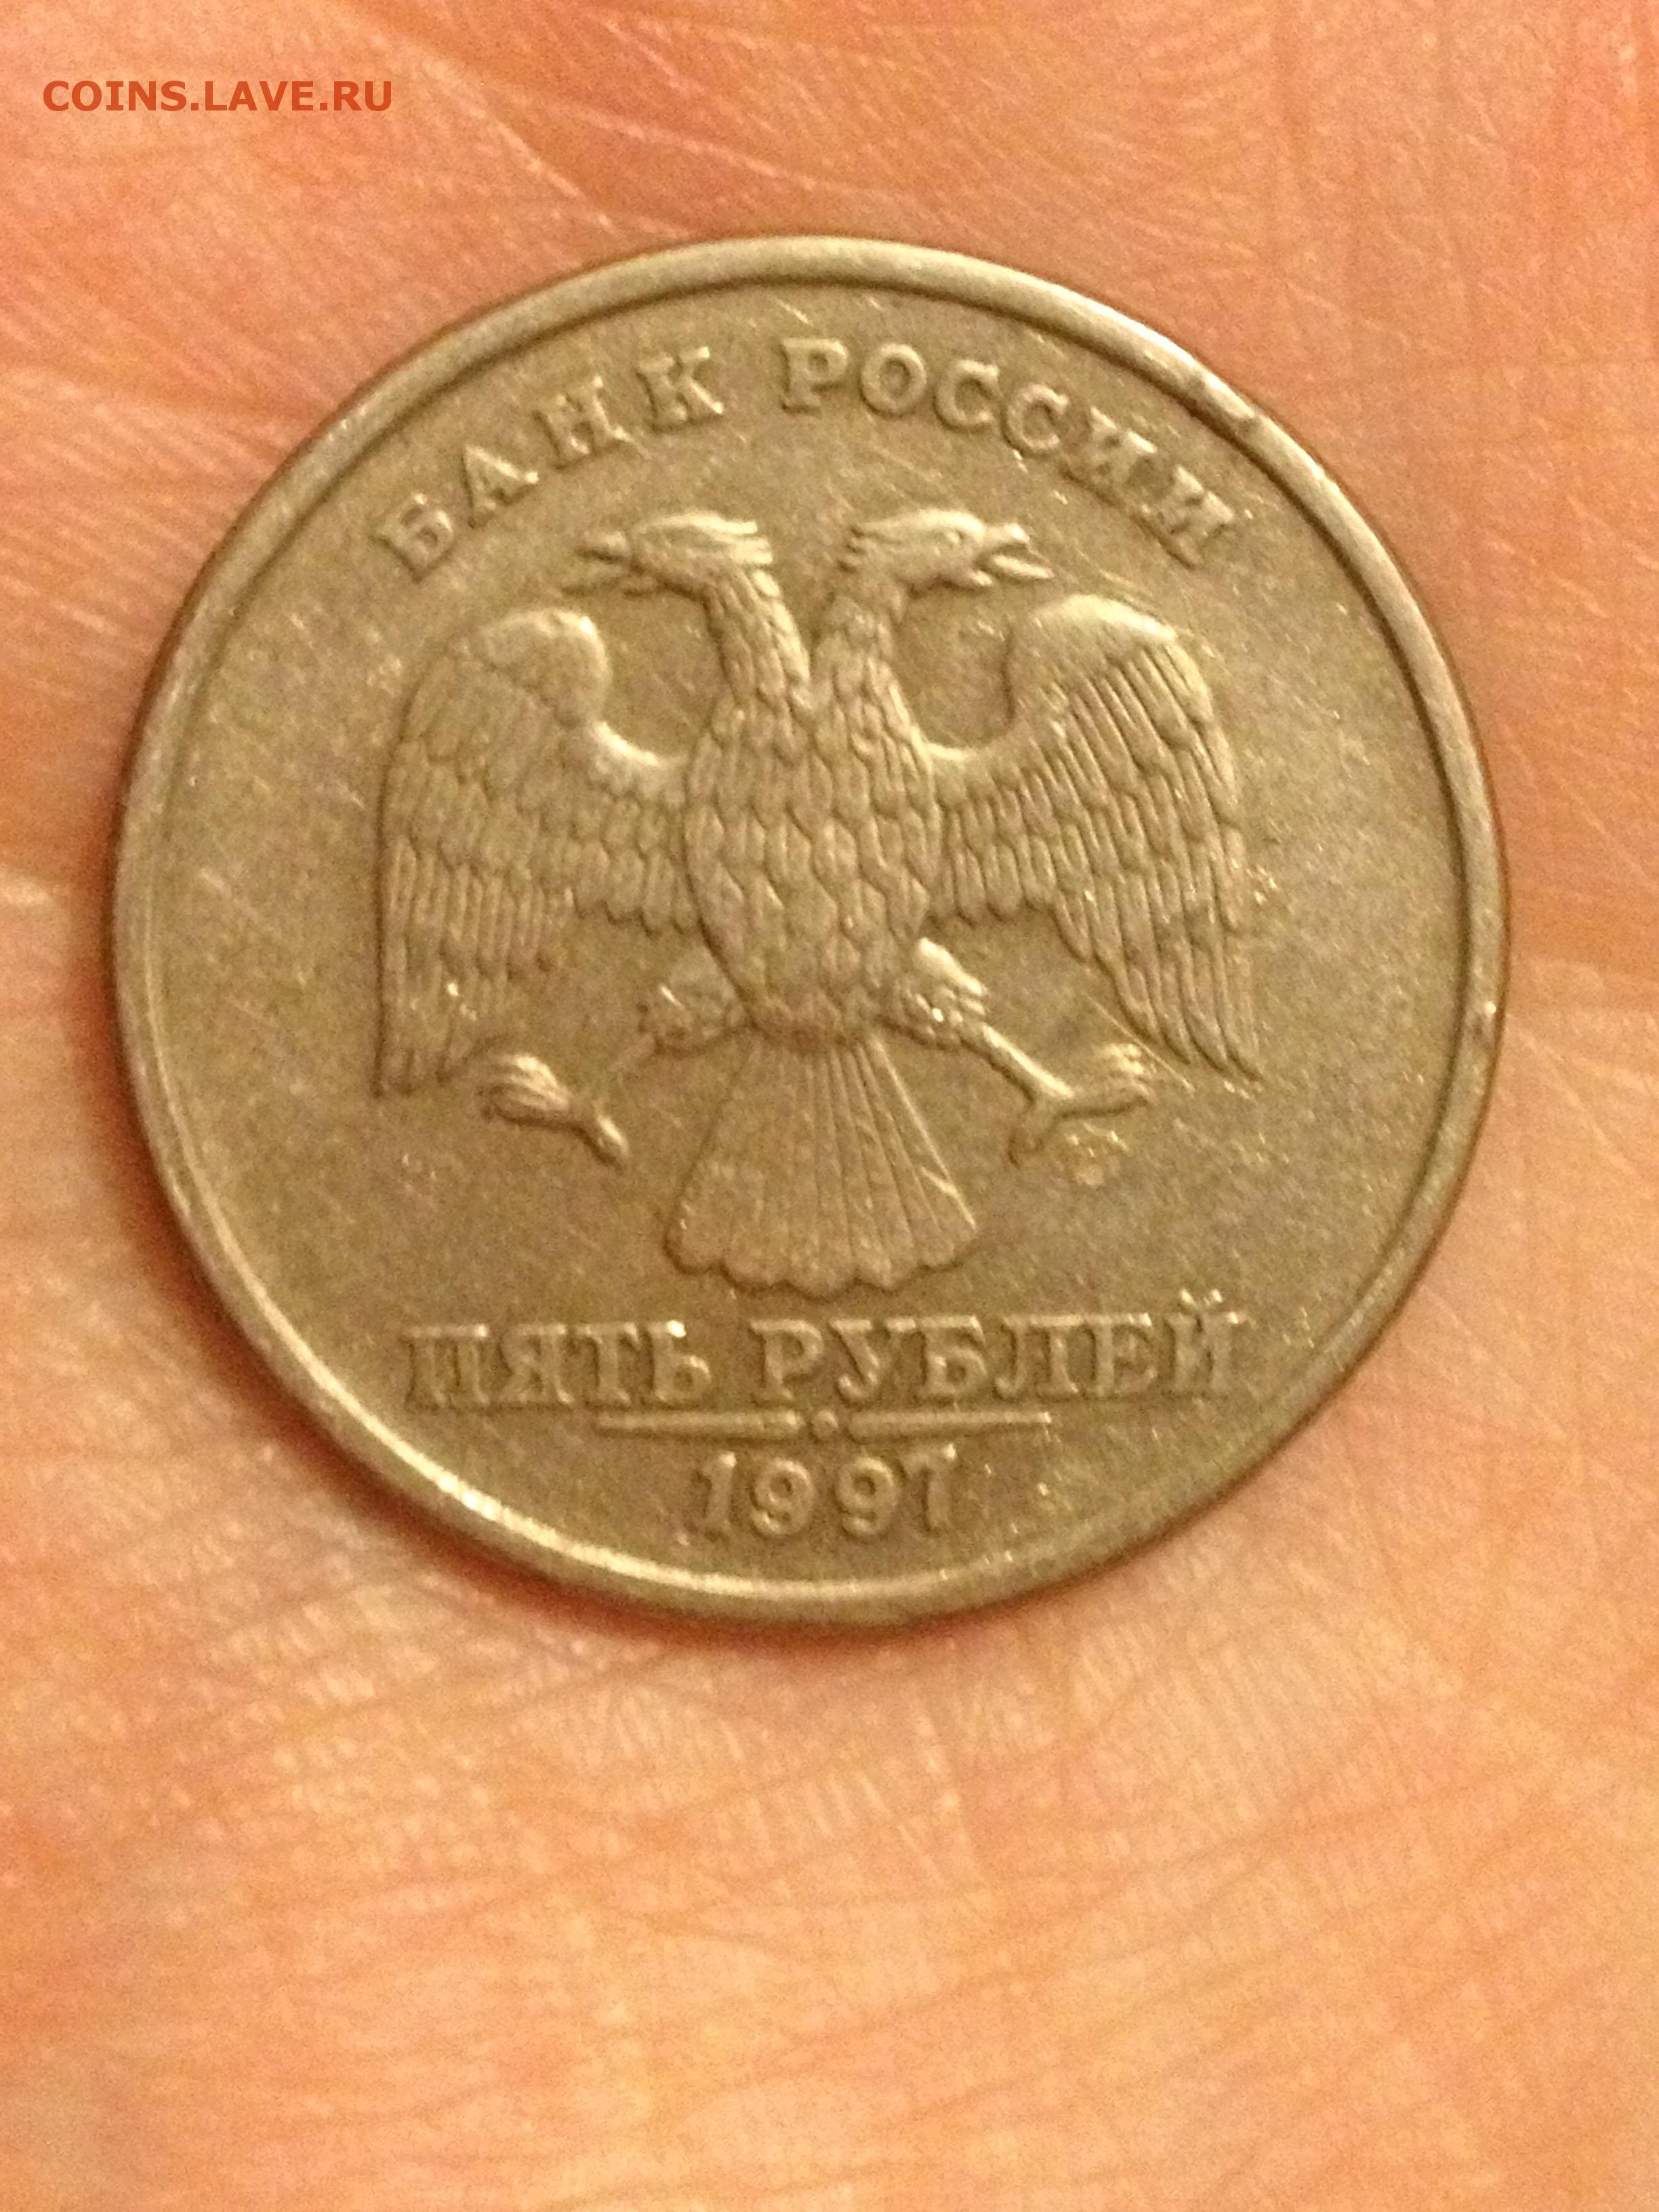 COINS.LAVE.RU
БАНК РОССИИ
ПЯТЬ РУБЛЕЙ
1997